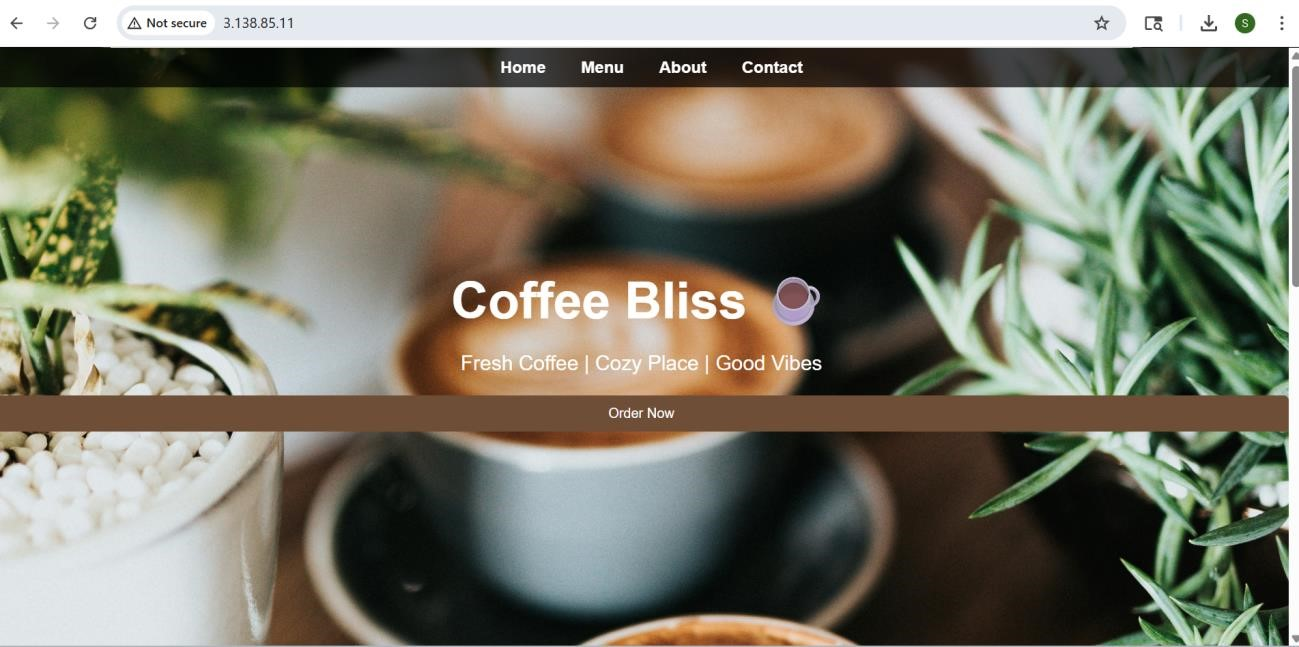 Not secure 3.138.85.11
S
Home Menu About Contact
Coffee Bliss
Fresh Coffee | Cozy Place | Good Vibes
Order Now